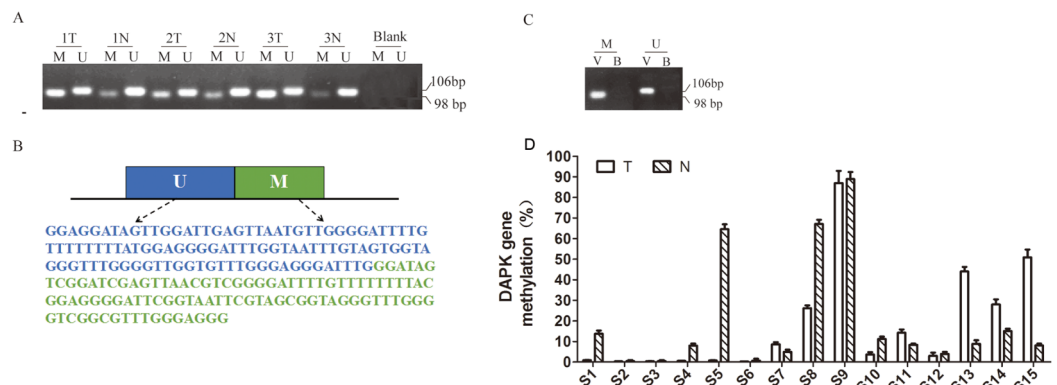 A
1T 1N 2T 2N 3T 3N Blank
M U M U M U M U M U M U M U
106bp
98 bp
C
M U
V B V B
106bp
98 bp
B
U M
GGAGGATAGTTGGATTGAGTTAATGTTGGGGATTTTG
TTTTTTTTATGGAGGGGATTTGGTAATTTGTAGTGGTA
GGGTTTGGGGTTGGTGTTTGGGAGGGATTTGGGATAG
TCGGATCGAGTTAACGTCGGGGATTTTGTTTTTTTTAC
GGAGGGGATTCGGTAATTCGTAGCGGTAGGGTTTGGG
GTCGGCGTTTGGGAGGG
D
T N
DAPK gene
methylation (%)
100
90
80
70
60
50
40
30
20
10
0
S1 S2 S3 S4 S5 S6 S7 S8 S9 S10 S11 S12 S13 S14 S15